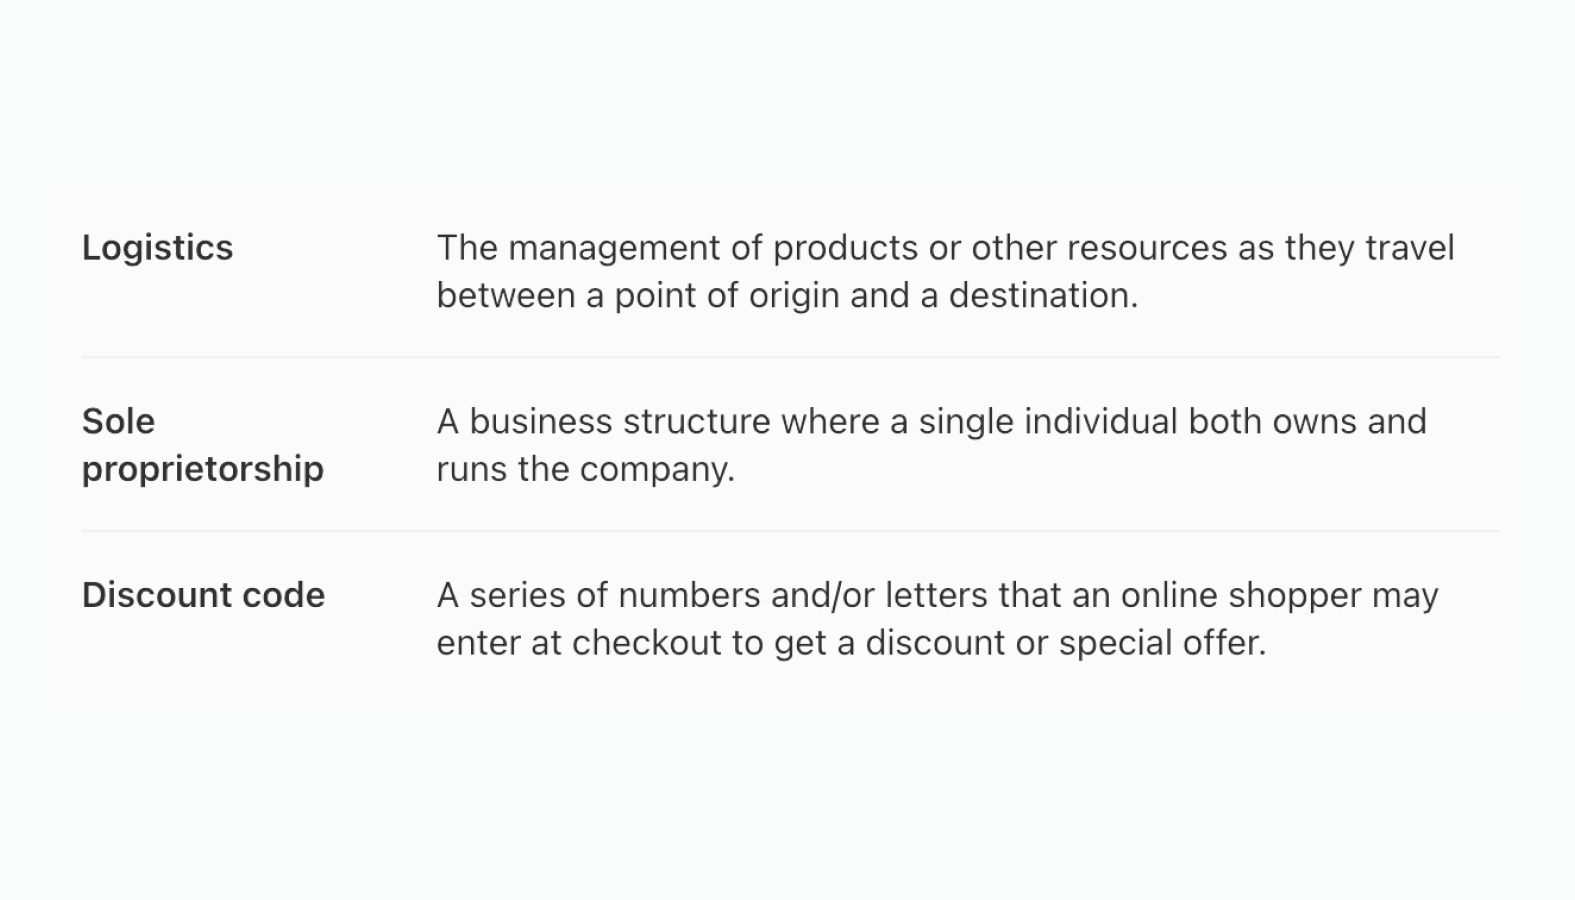 Logistics
The management of products or other resources as they travel
between a point of origin and a destination.
Sole
proprietorship
A business structure where a single individual both owns and
runs the company.
Discount code
A series of numbers and/or letters that an online shopper may
enter at checkout to get a discount or special offer.